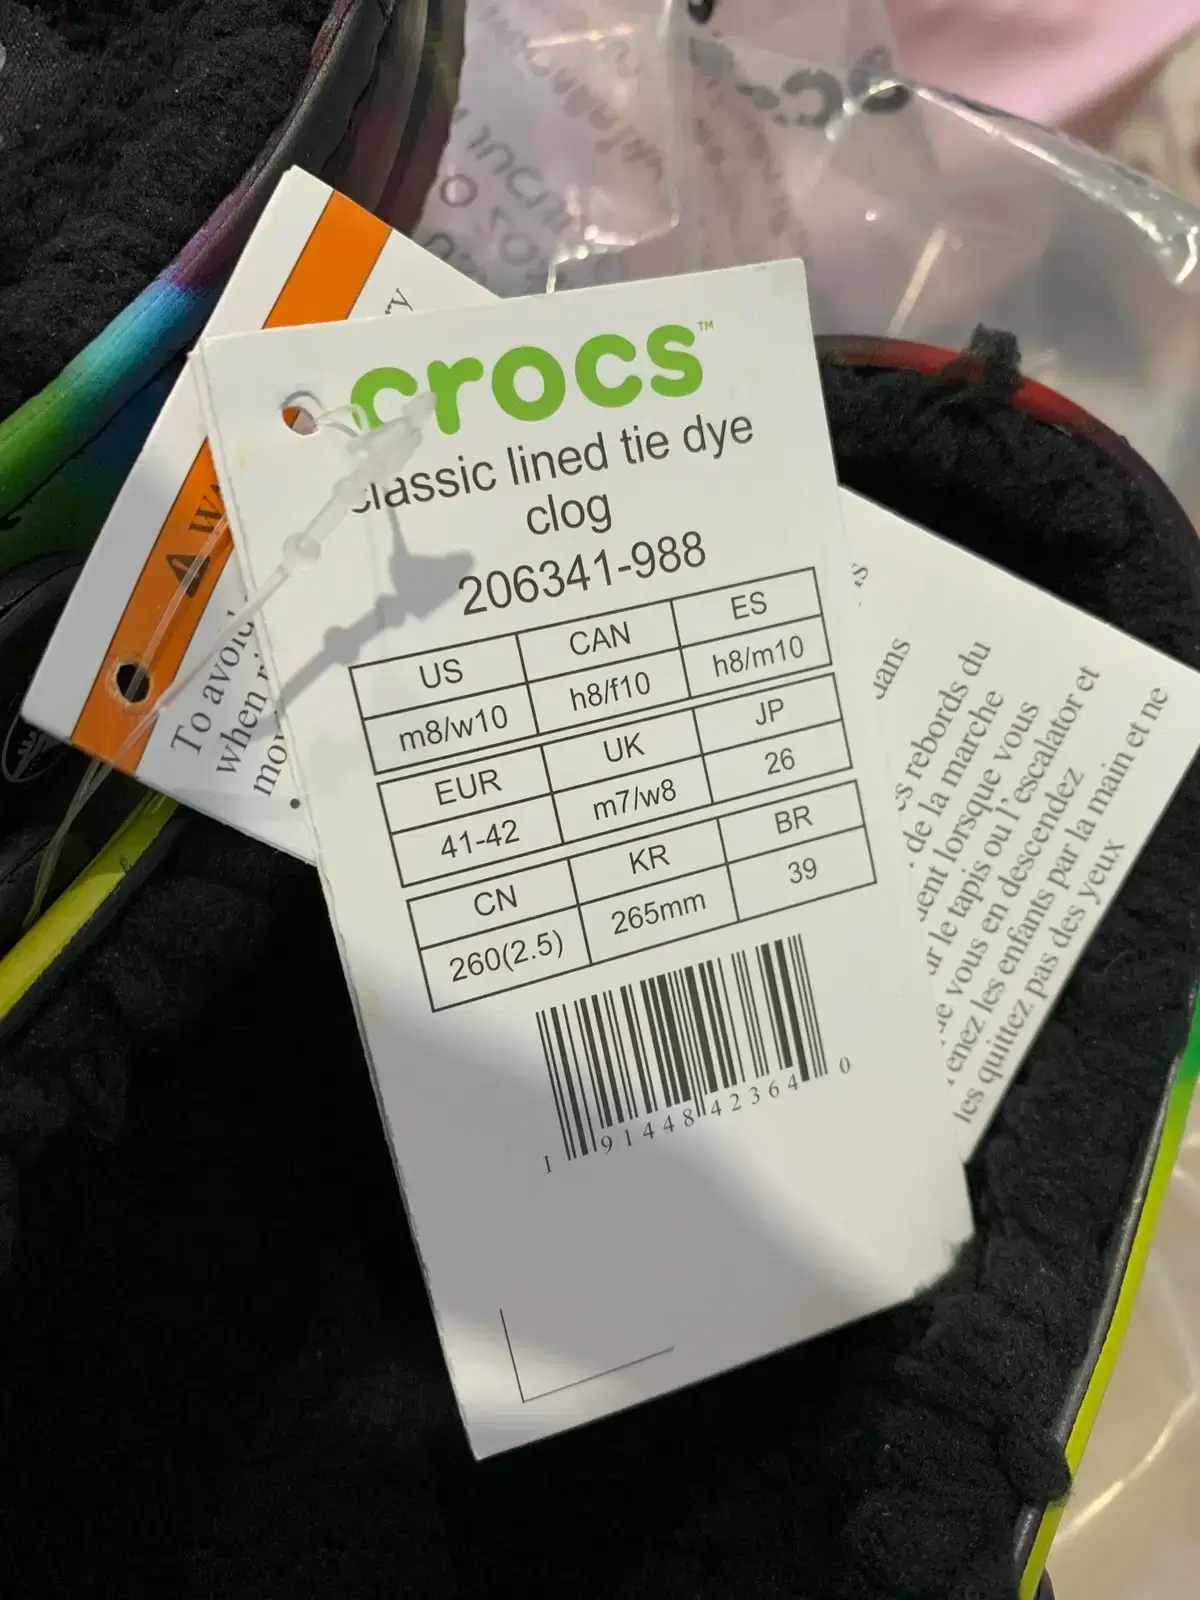 crocs™
classic lined tie dye
clog
206341-988
US CAN ES
m8/w10 h8/f10 h8/m10
EUR UK JP
41-42 m7/w8 26
CN KR BR
260(2.5) 265mm 39
1 91448 42364 0
To avoid
when
dans
rebords du
de la marche
lorsque vous
le tapis ou l'escalator et
vous en descendez
les enfants par la main et ne
les quittez pas des yeux